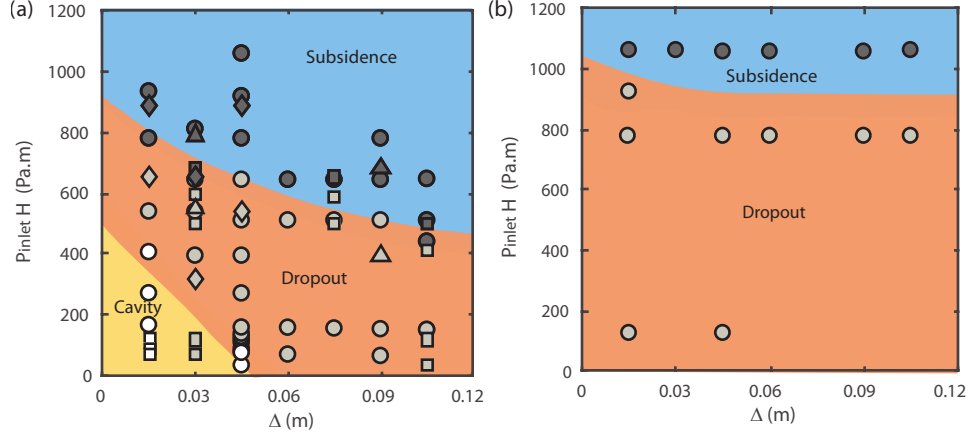 (a)
1200
1000
800
600
400
200
0
Pinlet H (Pa.m)
Subsidence
Dropout
Cavity
0 0.03 0.06 0.09 0.12
Δ (m)
(b)
1200
1000
800
600
400
200
0
Pinlet H (Pa.m)
Subsidence
Dropout
0 0.03 0.06 0.09 0.12
Δ (m)